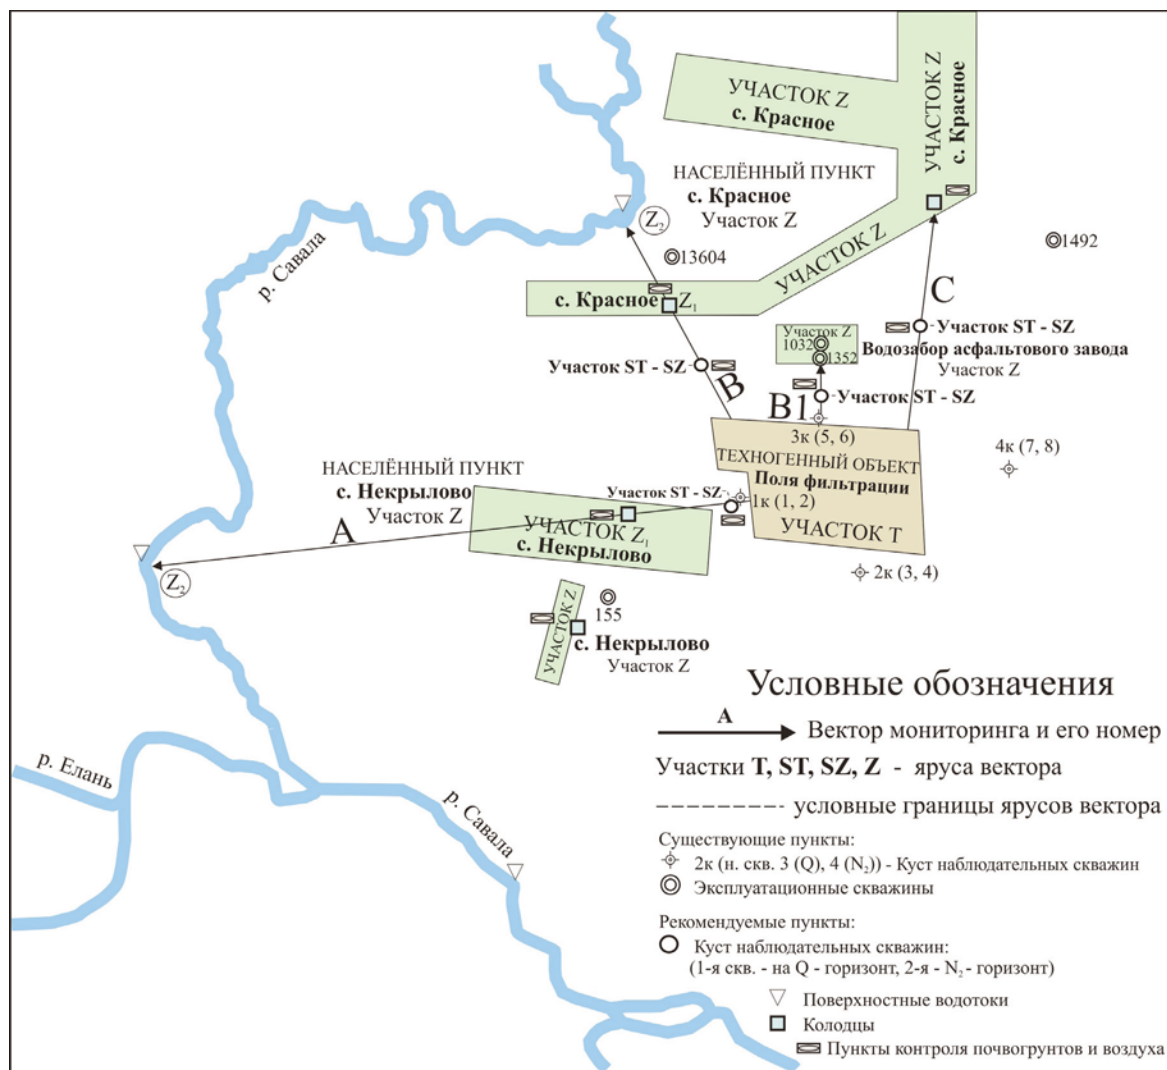 УЧАСТОК Z
с. Красное
УЧАСТОК Z
с. Красное
НАСЕЛЁННЫЙ ПУНКТ
с. Красное
Участок Z
Z₂
р. Савала
13604
1492
УЧАСТОК Z
с. Красное
Z₁
C
Участок ST - SZ
Участок Z
1032
1352
Водозабор асфальтового завода
Участок Z
Участок ST - SZ
B
B1
Участок ST - SZ
3к (5, 6)
4к (7, 8)
ТЕХНОГЕННЫЙ ОБЪЕКТ
Поля фильтрации
УЧАСТОК Т
НАСЕЛЁННЫЙ ПУНКТ
с. Некрылово
Участок Z
Участок ST - SZ
1к (1, 2)
A
УЧАСТОК Z₁
с. Некрылово
Z₂
2к (3, 4)
155
УЧАСТОК Z
с. Некрылово
Участок Z
р. Елань
р. Савала
Условные обозначения
A
Вектор мониторинга и его номер
Участки T, ST, SZ, Z - яруса вектора
условные границы ярусов вектора
Существующие пункты:
2к (н. скв. 3 (Q), 4 (N₂)) - Куст наблюдательных скважин
Эксплуатационные скважины
Рекомендуемые пункты:
Куст наблюдательных скважин:
(1-я скв. - на Q - горизонт, 2-я - N₂ - горизонт)
Поверхностные водотоки
Колодцы
Пункты контроля почвогрунтов и воздуха